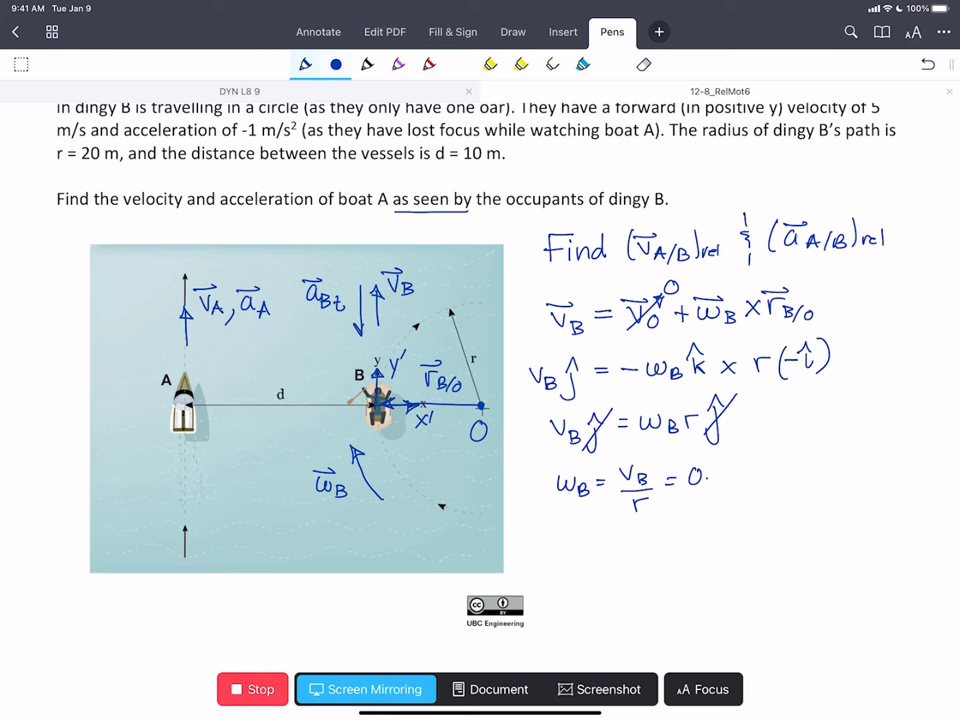 9:41 AM Tue Jan 9
100%
Annotate Edit PDF Fill & Sign Draw Insert Pens +
AA
DYN L8 9 × 12-8_RelMot6 ×
in dingy B is travelling in a circle (as they only have one oar). They have a forward (in positive y) velocity of 5
m/s and acceleration of -1 m/s² (as they have lost focus while watching boat A). The radius of dingy B's path is
r = 20 m, and the distance between the vessels is d = 10 m.
Find the velocity and acceleration of boat A as seen by the occupants of dingy B.
Find (v⃗A/B)rel & (a⃗A/B)rel
v⃗A, a⃗A
a⃗Bt
v⃗B
v⃗B = v⃗O 0 + ω⃗B × r⃗B/O
r
A
B
y
y'
r⃗B/O
d
x
x'
O
vB ĵ = -ωB k̂ × r(-î)
vB ĵ = ωB r ĵ
ω⃗B
ωB = vB/r = 0.
CC BY
UBC Engineering
Stop Screen Mirroring Document Screenshot AA Focus